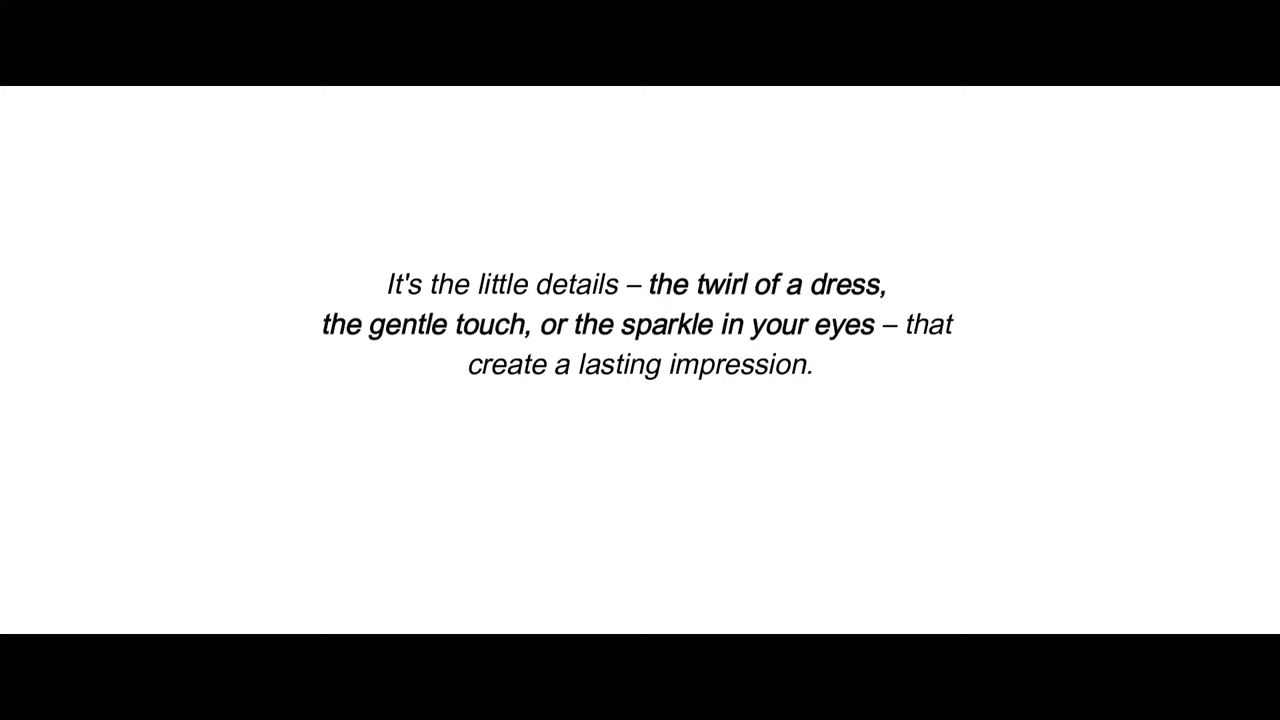 It's the little details – the twirl of a dress,
the gentle touch, or the sparkle in your eyes – that
create a lasting impression.